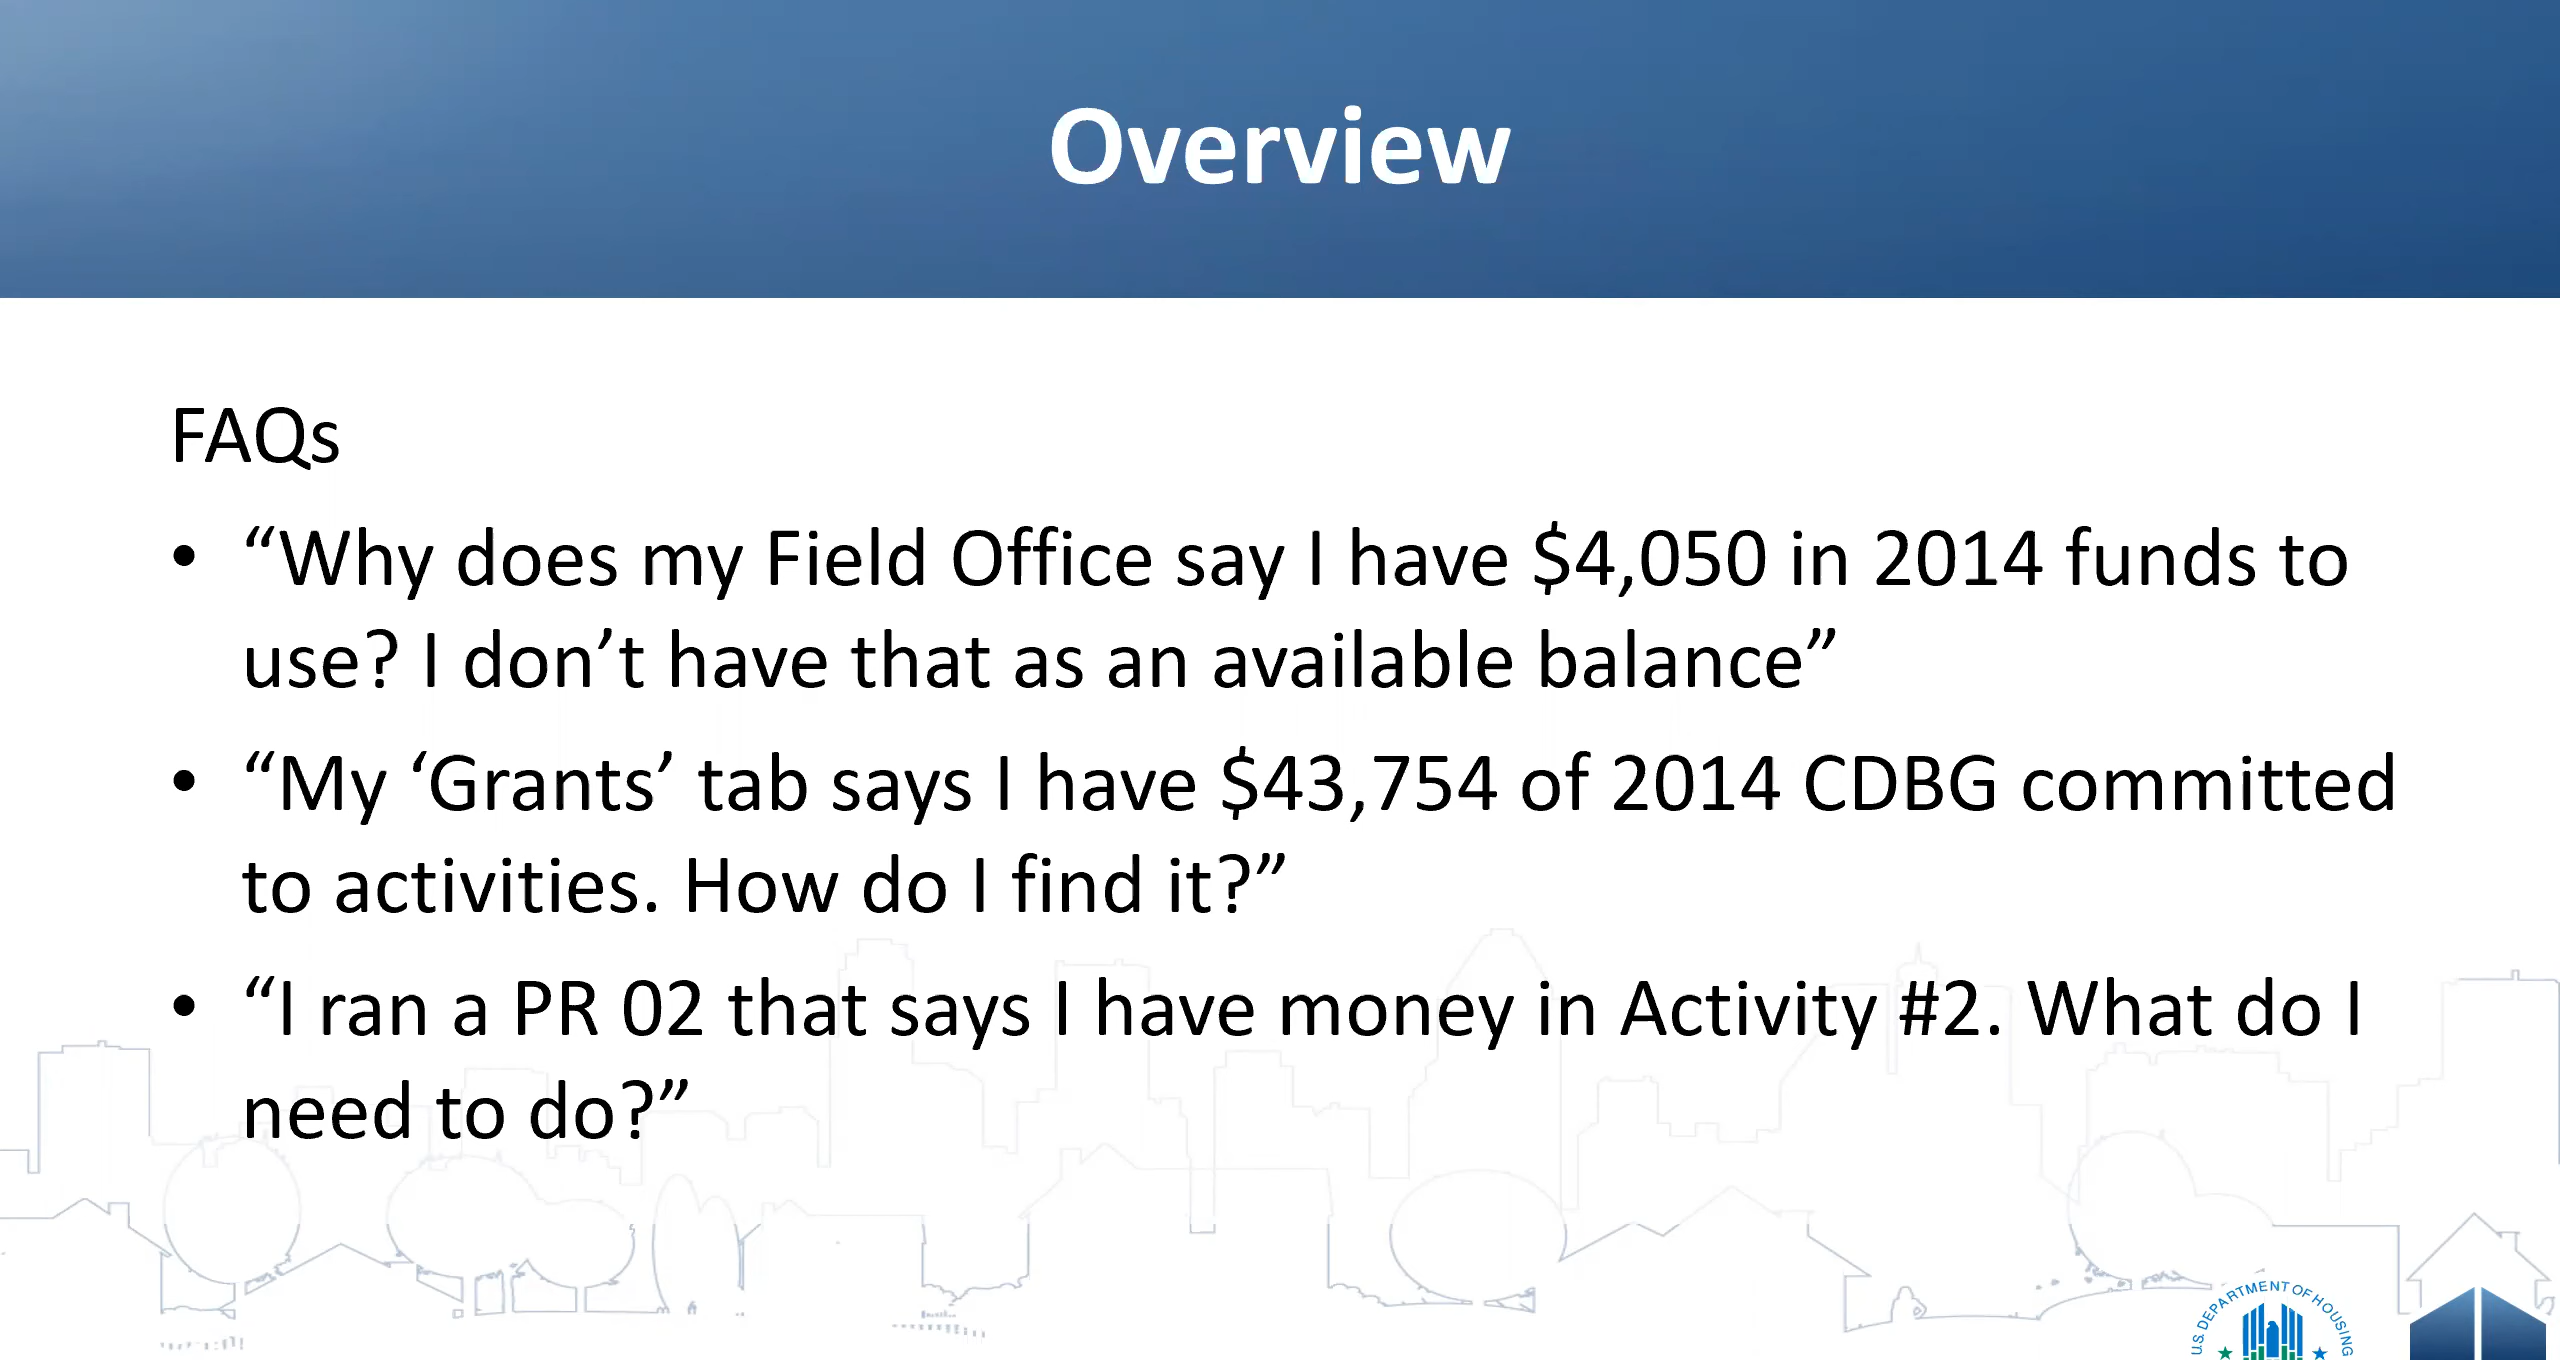 Overview
FAQs
• “Why does my Field Office say I have $4,050 in 2014 funds to
use? I don’t have that as an available balance”
• “My ‘Grants’ tab says I have $43,754 of 2014 CDBG committed
to activities. How do I find it?”
• “I ran a PR 02 that says I have money in Activity #2. What do I
need to do?”
U.S. DEPARTMENT OF HOUSING